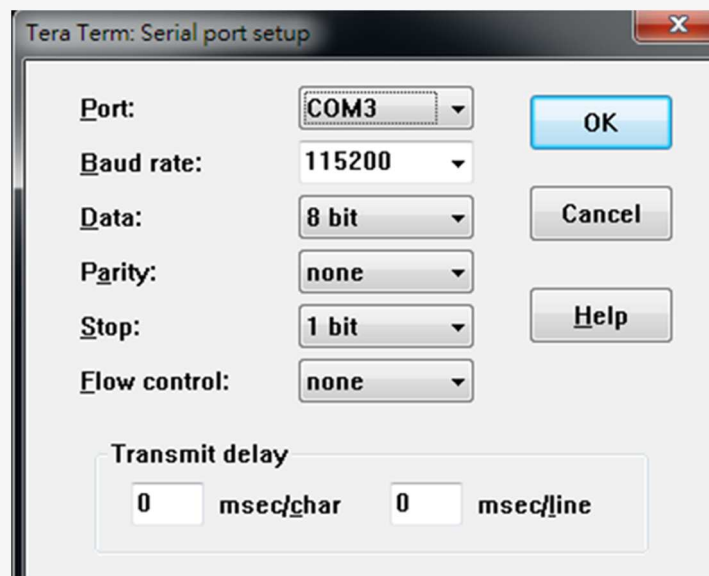 Tera Term: Serial port setup
Port: COM3
OK
Baud rate: 115200
Data: 8 bit
Cancel
Parity: none
Stop: 1 bit
Help
Flow control: none
Transmit delay
0 msec/char 0 msec/line